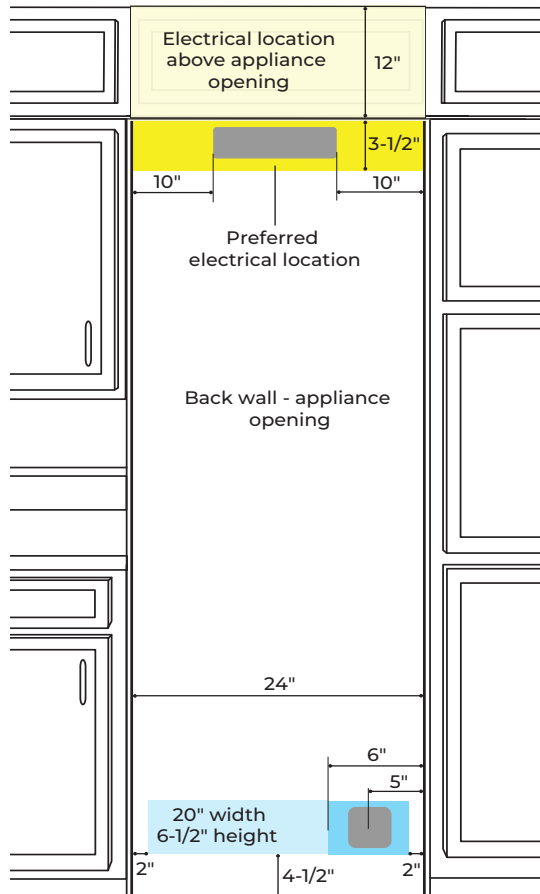 Electrical location
above appliance
opening
12"
3-1/2"
10"
10"
Preferred
electrical location
Back wall - appliance
opening
24"
6"
5"
20" width
6-1/2" height
2"
2"
4-1/2"